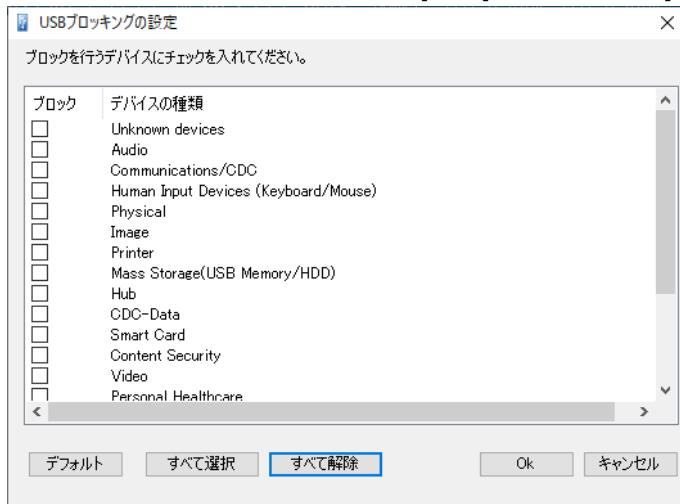 USBブロッキングの設定
ブロックを行うデバイスにチェックを入れてください。
ブロック デバイスの種類
Unknown devices
Audio
Communications/CDC
Human Input Devices (Keyboard/Mouse)
Physical
Image
Printer
Mass Storage(USB Memory/HDD)
Hub
CDC-Data
Smart Card
Content Security
Video
Personal Healthcare
デフォルト すべて選択 すべて解除 Ok キャンセル